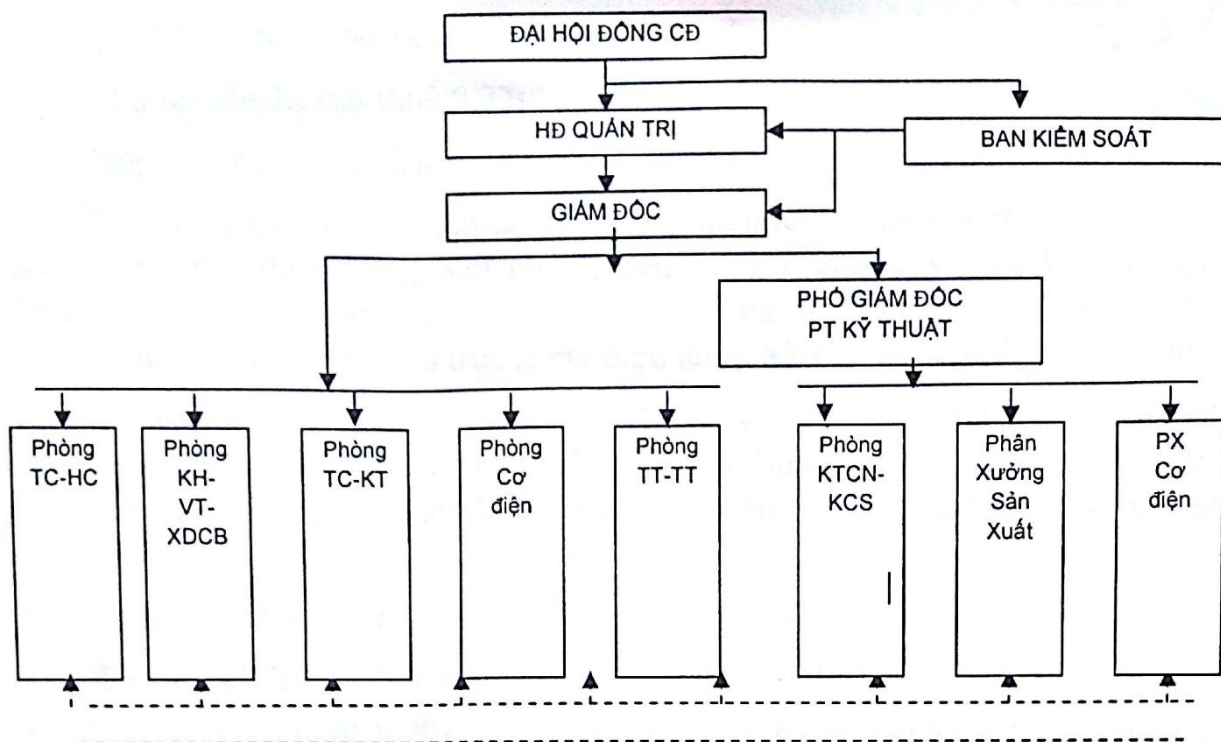 ĐẠI HỘI ĐÔNG CĐ
HĐ QUẢN TRỊ
BAN KIỂM SOÁT
GIÁM ĐỐC
PHÓ GIÁM ĐỐC
PT KỸ THUẬT
Phòng
TC-HC
Phòng
KH-
VT-
XDCB
Phòng
TC-KT
Phòng
Cơ
điện
Phòng
TT-TT
Phòng
KTCN-
KCS
Phân
Xưởng
Sản
Xuất
PX
Cơ
điện